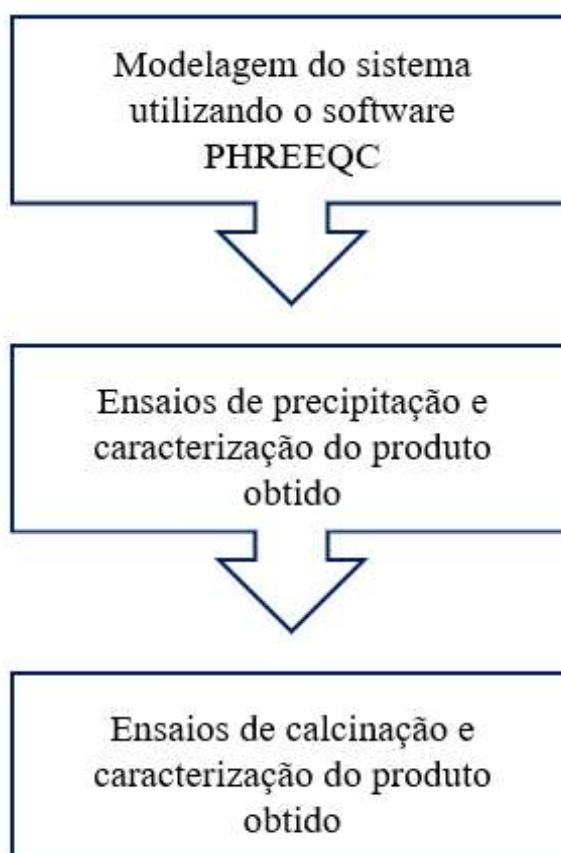 Modelagem do sistema
utilizando o software
PHREEQC
Ensaios de precipitação e
caracterização do produto
obtido
Ensaios de calcinação e
caracterização do produto
obtido